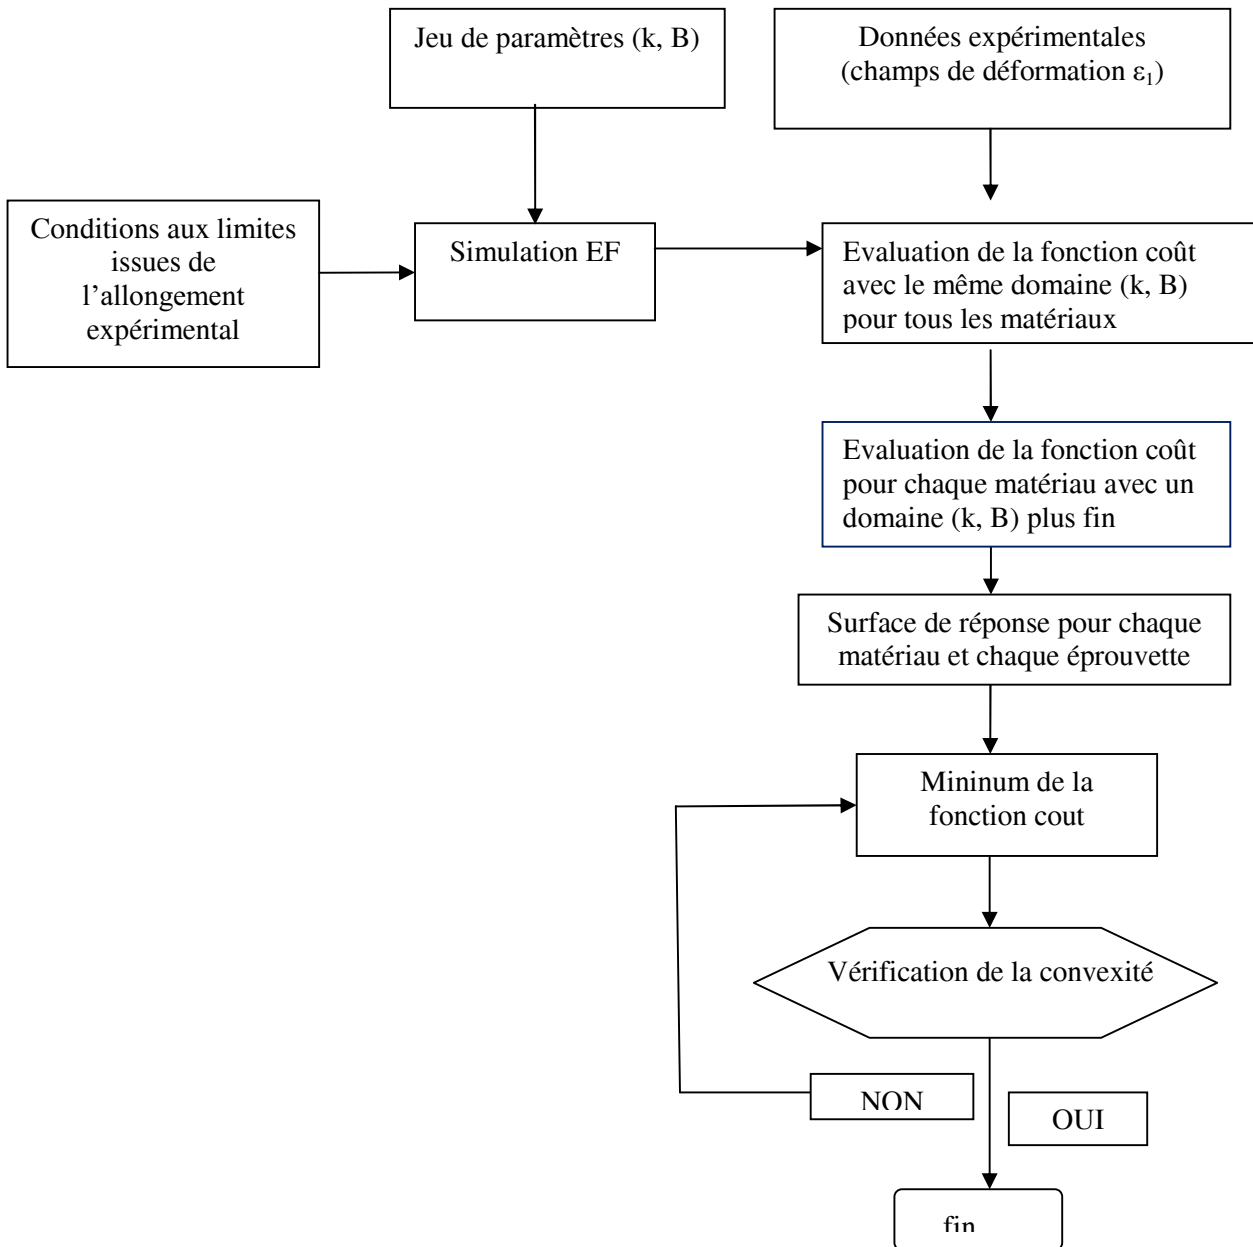 Jeu de paramètres (k, B)
Données expérimentales
(champs de déformation ε₁)
Conditions aux limites
issues de
l'allongement
expérimental
Simulation EF
Evaluation de la fonction coût
avec le même domaine (k, B)
pour tous les matériaux
Evaluation de la fonction coût
pour chaque matériau avec un
domaine (k, B) plus fin
Surface de réponse pour chaque
matériau et chaque éprouvette
Mininum de la
fonction cout
Vérification de la convexité
NON
OUI
fin